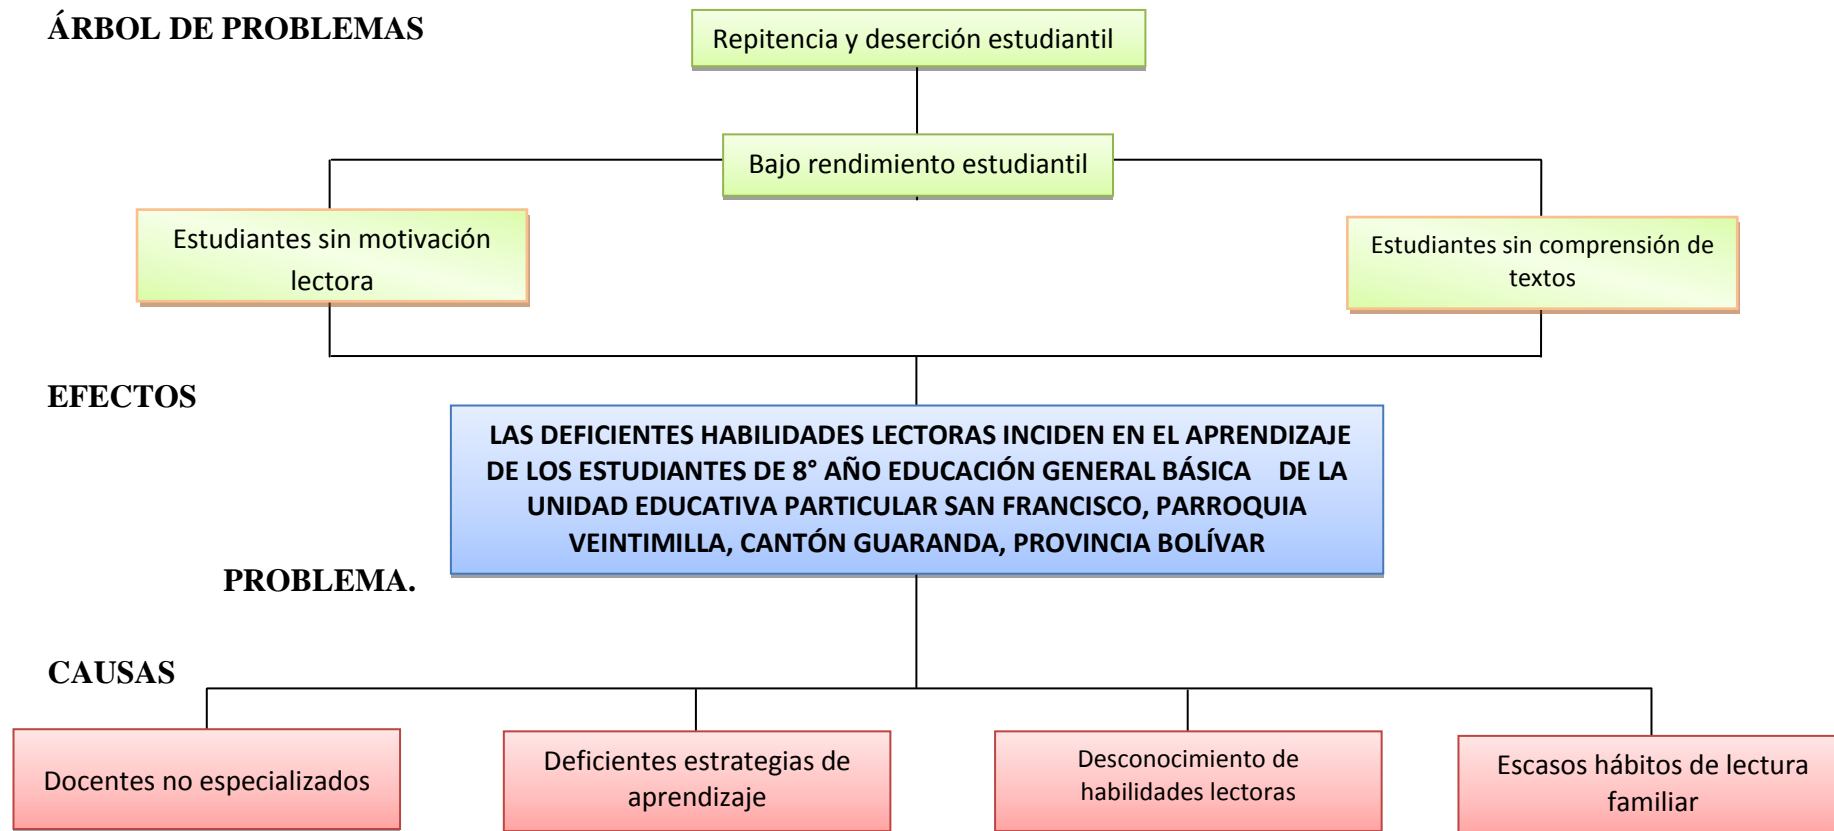 ÁRBOL DE PROBLEMAS
Repitencia y deserción estudiantil
Bajo rendimiento estudiantil
Estudiantes sin motivación
lectora
Estudiantes sin comprensión de
textos
EFECTOS
LAS DEFICIENTES HABILIDADES LECTORAS INCIDEN EN EL APRENDIZAJE
DE LOS ESTUDIANTES DE 8° AÑO EDUCACIÓN GENERAL BÁSICA DE LA
UNIDAD EDUCATIVA PARTICULAR SAN FRANCISCO, PARROQUIA
VEINTIMILLA, CANTÓN GUARANDA, PROVINCIA BOLÍVAR
PROBLEMA.
CAUSAS
Docentes no especializados
Deficientes estrategias de
aprendizaje
Desconocimiento de
habilidades lectoras
Escasos hábitos de lectura
familiar